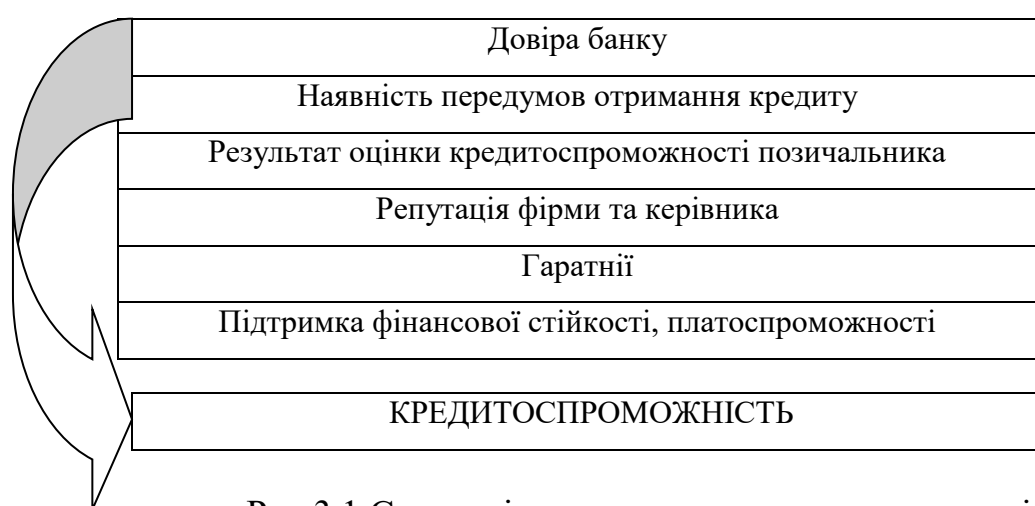 Довіра банку
Наявність передумов отримання кредиту
Результат оцінки кредитоспроможності позичальника
Репутація фірми та керівника
Гаратнії
Підтримка фінансової стійкості, платоспроможності
КРЕДИТОСПРОМОЖНІСТЬ